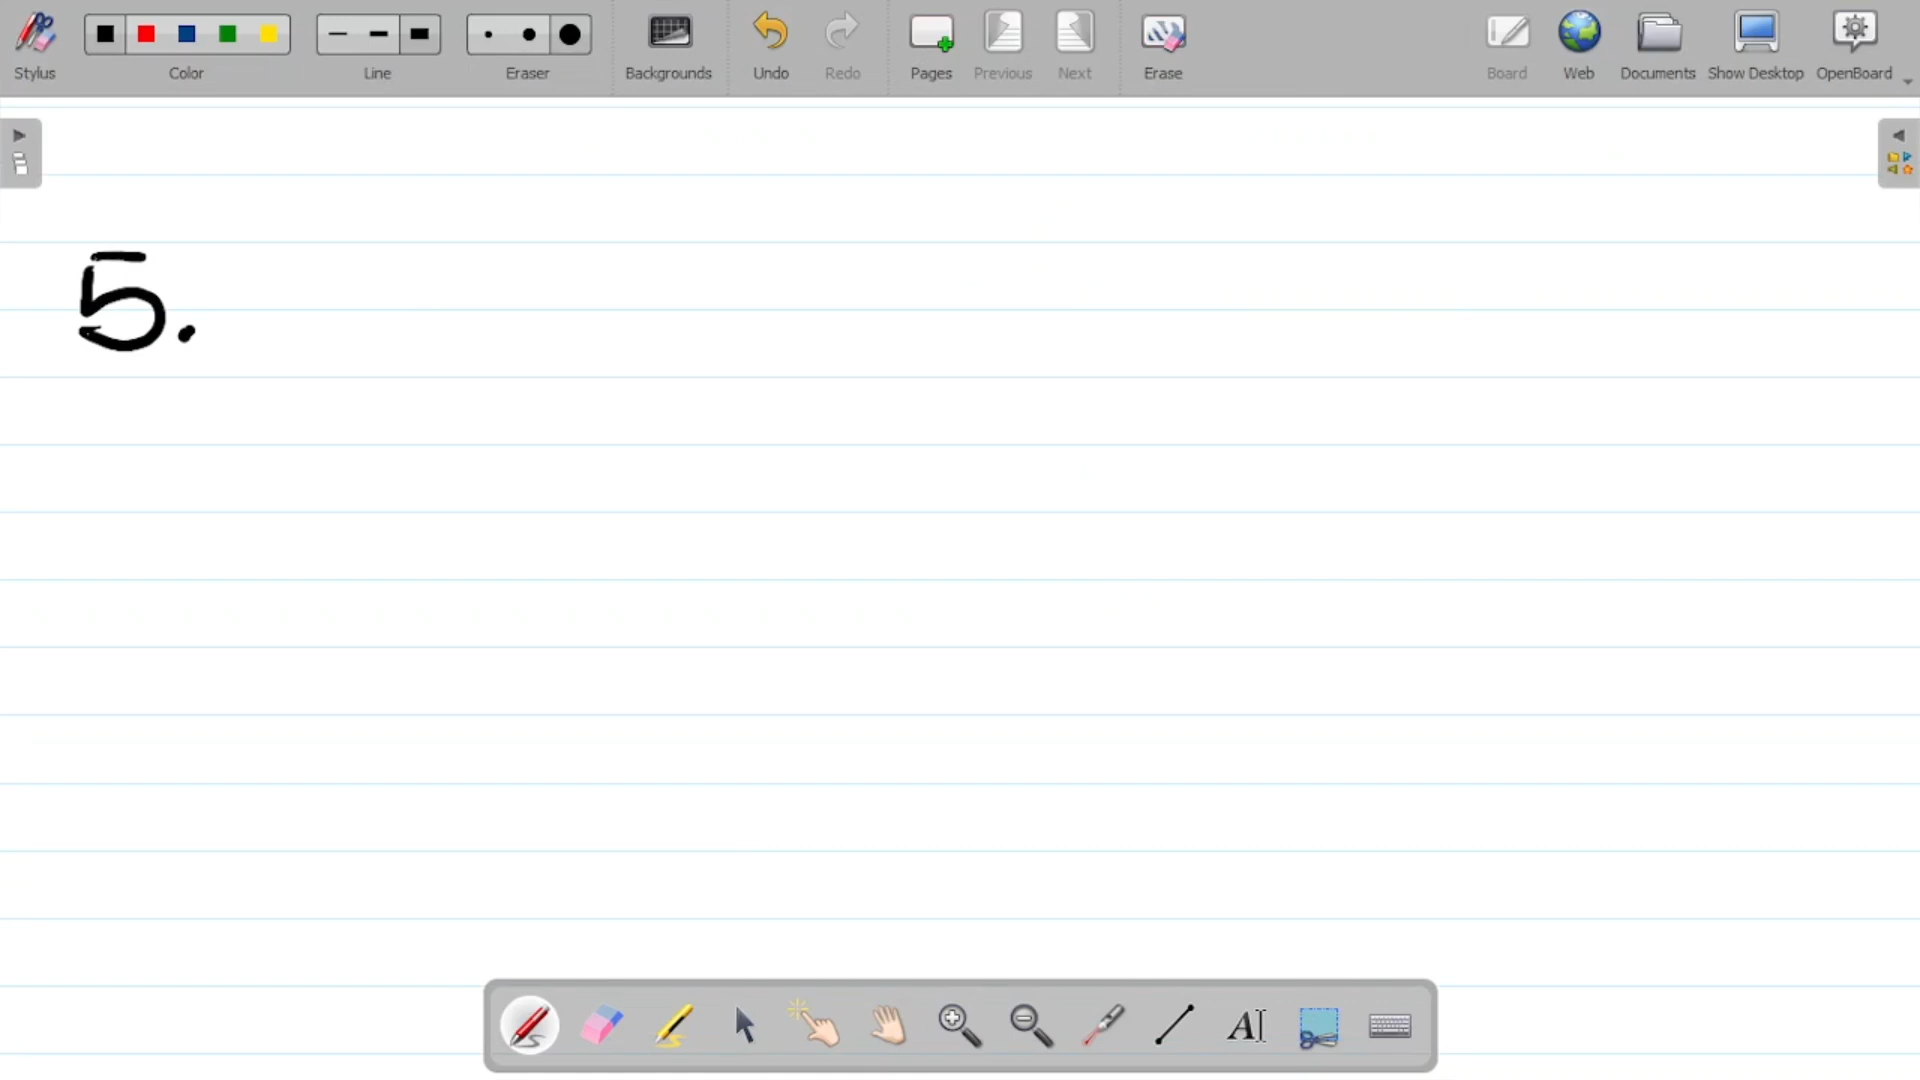 Stylus Color Line Eraser Backgrounds Undo Redo Pages Previous Next Erase Board Web Documents Show Desktop OpenBoard
5.
A